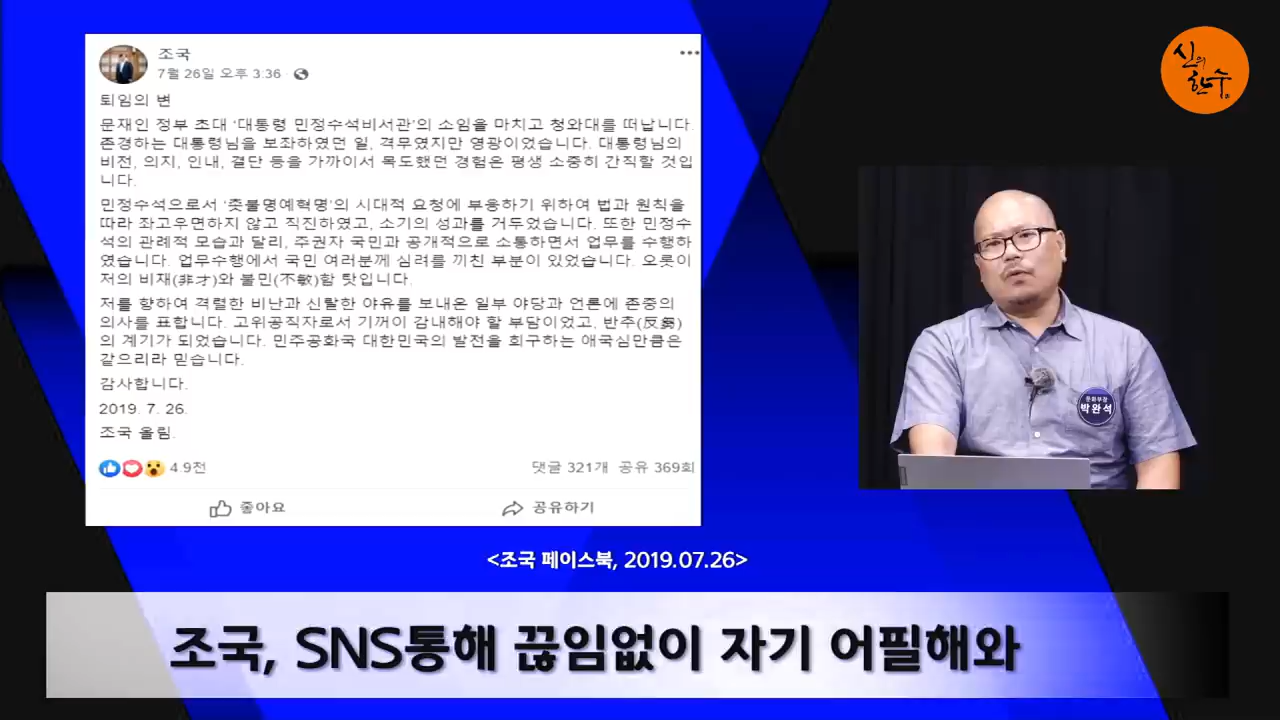 조국
7월 26일 오후 3:36
퇴임의 변
문재인 정부 초대 '대통령 민정수석비서관'의 소임을 마치고 청와대를 떠납니다.
존경하는 대통령님을 보좌하였던 일, 격무였지만 영광이었습니다. 대통령님의
비전, 의지, 인내, 결단 등을 가까이서 목도했던 경험은 평생 소중히 간직할 것입
니다.
민정수석으로서 '촛불명예혁명'의 시대적 요청에 부응하기 위하여 법과 원칙을
따라 좌고우면하지 않고 직진하였고, 소기의 성과를 거두었습니다. 또한 민정수
석의 관례적 모습과 달리, 주권자 국민과 공개적으로 소통하면서 업무를 수행하
였습니다. 업무수행에서 국민 여러분께 심려를 끼친 부분이 있었습니다. 오롯이
저의 비재(非才)와 불민(不敏)함 탓입니다.
저를 향하여 격렬한 비난과 신랄한 야유를 보내온 일부 야당과 언론에 존중의
의사를 표합니다. 고위공직자로서 기꺼이 감내해야 할 부담이었고, 반추(反芻)
의 계기가 되었습니다. 민주공화국 대한민국의 발전을 희구하는 애국심만큼은
같으리라 믿습니다.
감사합니다.
2019. 7. 26.
조국 올림.
4.9천
댓글 321개 공유 369회
좋아요
공유하기
신의
한수
문화부장
박완석
<조국 페이스북, 2019.07.26>
조국, SNS통해 끊임없이 자기 어필해와